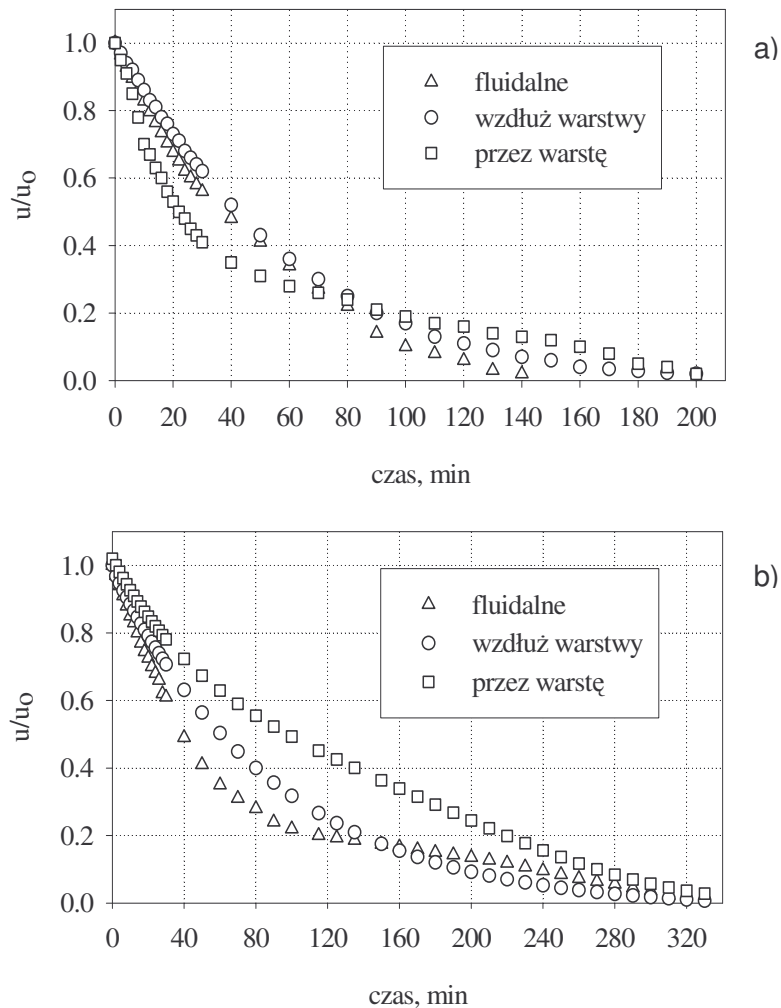 a)
1.0
0.8
0.6
0.4
0.2
0.0
u/uo
fluidalne
wzdłuż warstwy
przez warstę
0 20 40 60 80 100 120 140 160 180 200
czas, min
b)
1.0
0.8
0.6
0.4
0.2
0.0
u/uo
fluidalne
wzdłuż warstwy
przez warstę
0 40 80 120 160 200 240 280 320
czas, min